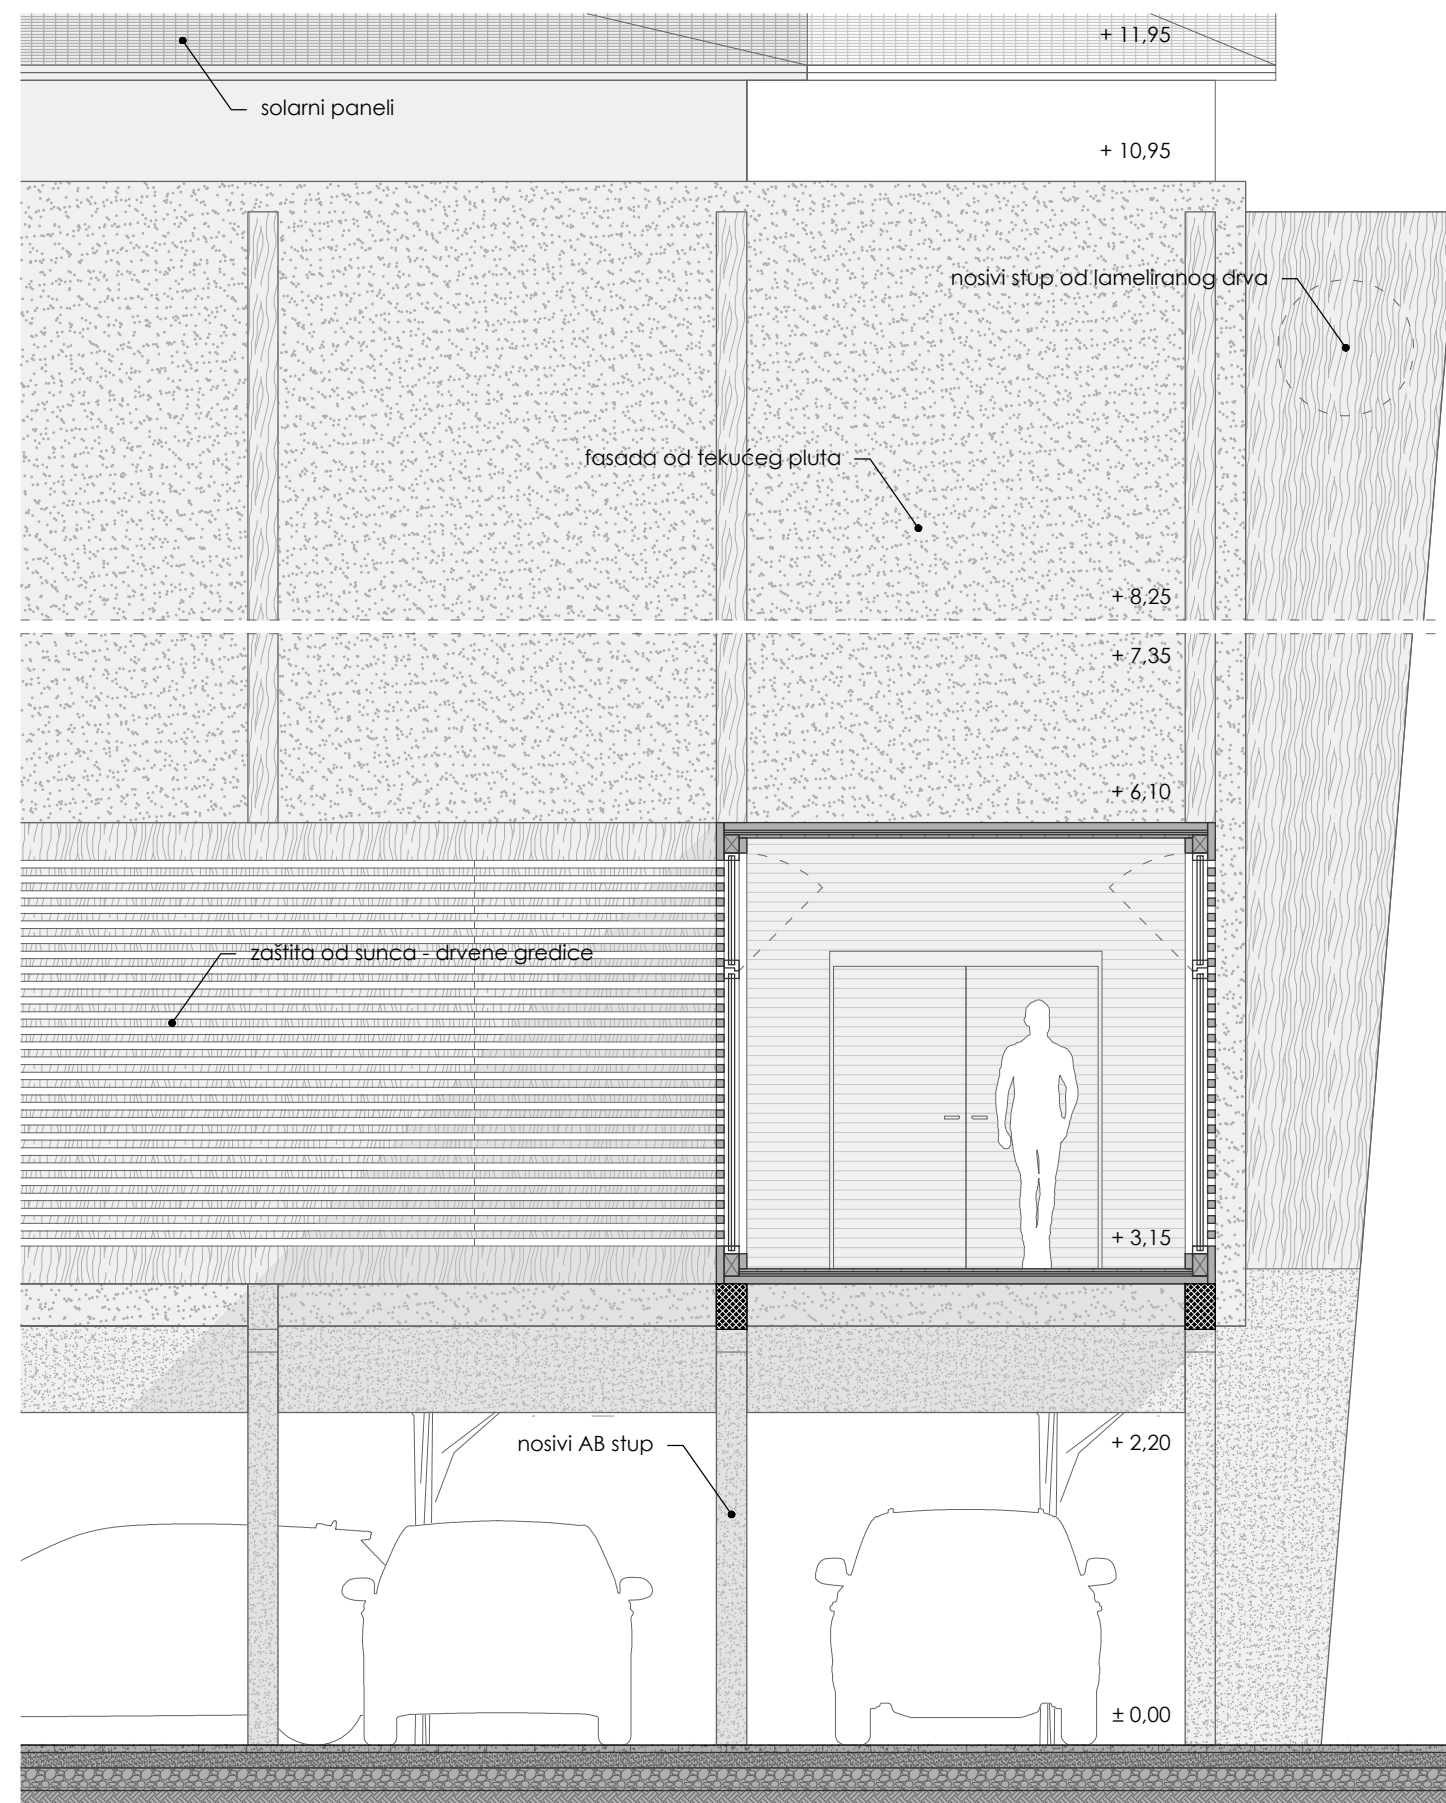 + 11,95
solarni paneli
+ 10,95
nosivi stup od lameliranog drva
fasada od tekućeg pluta
+ 8,25
+ 7,35
+ 6,10
zaštita od sunca - drvene gredice
+ 3,15
nosivi AB stup
+ 2,20
± 0,00